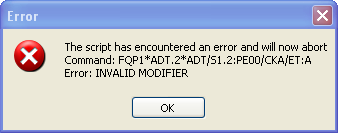 Error
The script has encountered an error and will now abort
Command: FQP1*ADT.2*ADT/S1.2:PE00/CKA/ET:A
Error: INVALID MODIFIER
OK